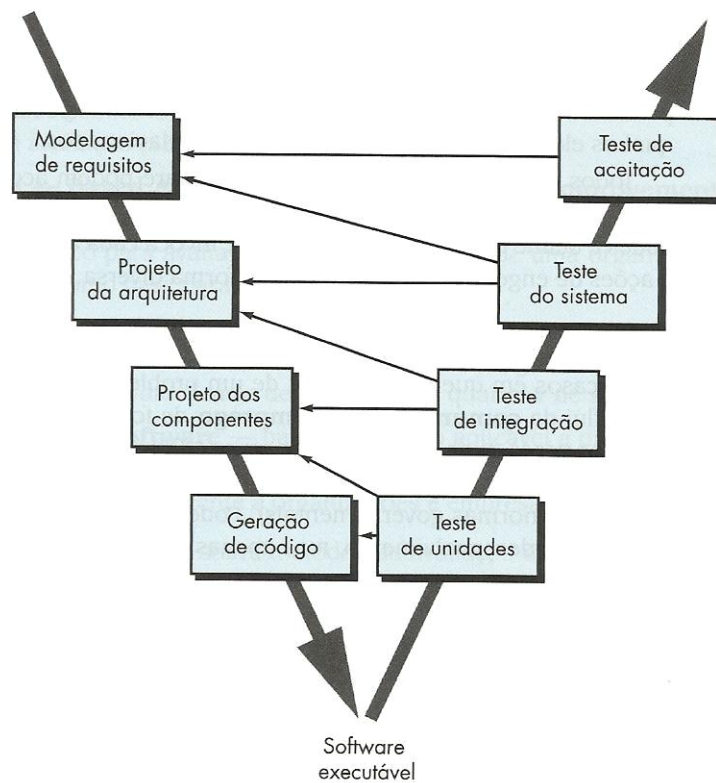 Modelagem
de requisitos
Teste de
aceitação
Projeto
da arquitetura
Teste
do sistema
Projeto dos
componentes
Teste
de integração
Geração
de código
Teste
de unidades
Software
executável